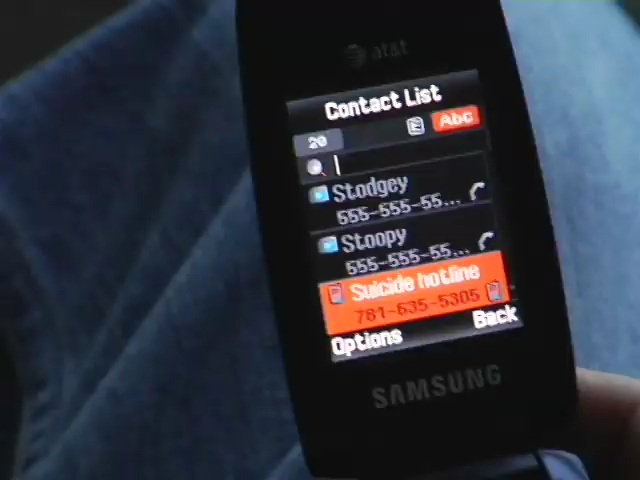 at&t
Contact List
20
Abc
Stodgey
555-555-55...
Stoopy
555-555-55...
Suicide hotline
781-635-5305
Options Back
SAMSUNG